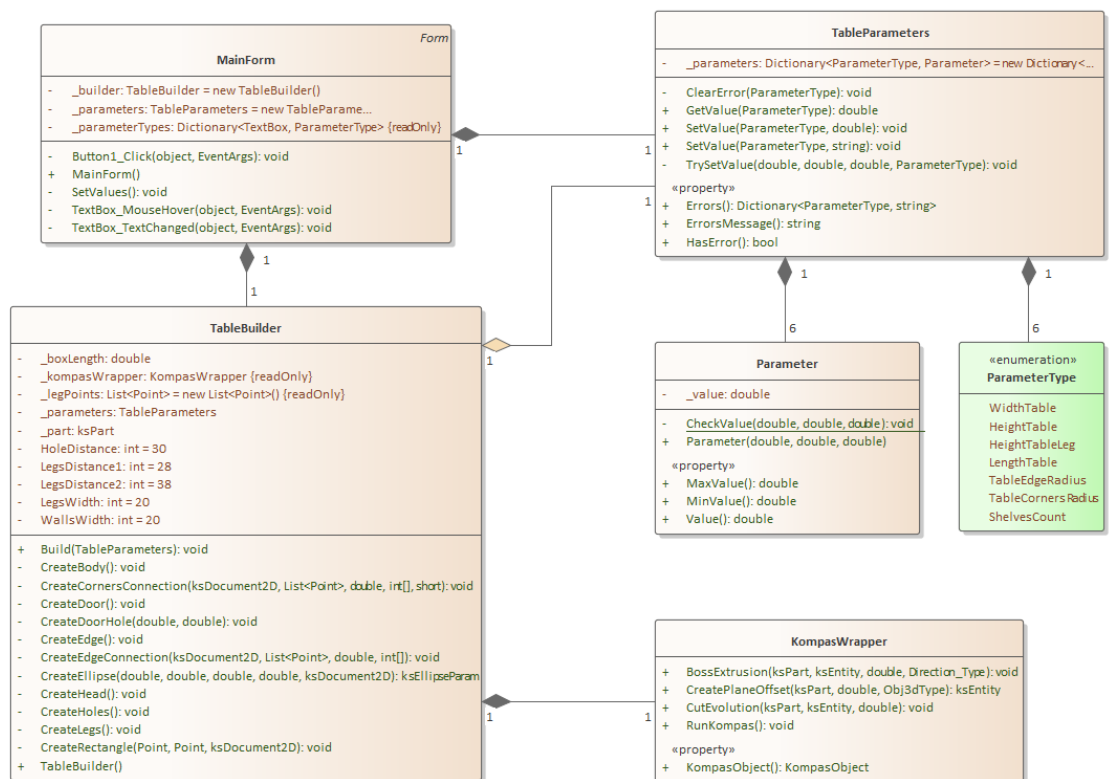 Form
MainForm
- _builder: TableBuilder = new TableBuilder()
- _parameters: TableParameters = new TableParame...
- _parameterTypes: Dictionary<TextBox, ParameterType> {readOnly}
- Button1_Click(object, EventArgs): void
+ MainForm()
- SetValues(): void
- TextBox_MouseHover(object, EventArgs): void
- TextBox_TextChanged(object, EventArgs): void
1
1
1
1
1
TableParameters
- _parameters: Dictionary<ParameterType, Parameter> = new Dictionary<...
- ClearError(ParameterType): void
+ GetValue(ParameterType): double
+ SetValue(ParameterType, double): void
+ SetValue(ParameterType, string): void
- TrySetValue(double, double, double, ParameterType): void
«property»
+ Errors(): Dictionary<ParameterType, string>
+ ErrorsMessage(): string
+ HasError(): bool
1
1
6
6
TableBuilder
- _boxLength: double
- _kompasWrapper: KompasWrapper {readOnly}
- _legPoints: List<Point> = new List<Point>() {readOnly}
- _parameters: TableParameters
- _part: ksPart
- HoleDistance: int = 30
- LegsDistance1: int = 28
- LegsDistance2: int = 38
- LegsWidth: int = 20
- WallsWidth: int = 20
+ Build(TableParameters): void
- CreateBody(): void
- CreateCornersConnection(ksDocument2D, List<Point>, double, int[], short): void
- CreateDoor(): void
- CreateDoorHole(double, double): void
- CreateEdge(): void
- CreateEdgeConnection(ksDocument2D, List<Point>, double, int[]): void
- CreateEllipse(double, double, double, double, ksDocument2D): ksEllipseParam
- CreateHead(): void
- CreateHoles(): void
- CreateLegs(): void
- CreateRectangle(Point, Point, ksDocument2D): void
+ TableBuilder()
1
Parameter
- _value: double
- CheckValue(double, double, double): void
+ Parameter(double, double, double)
«property»
+ MaxValue(): double
+ MinValue(): double
+ Value(): double
«enumeration»
ParameterType
WidthTable
HeightTable
HeightTableLeg
LengthTable
TableEdgeRadius
TableCornersRadius
ShelvesCount
1
1
KompasWrapper
+ BossExtrusion(ksPart, ksEntity, double, Direction_Type): void
+ CreatePlaneOffset(ksPart, double, Obj3dType): ksEntity
+ CutEvolution(ksPart, ksEntity, double): void
+ RunKompas(): void
«property»
+ KompasObject(): KompasObject